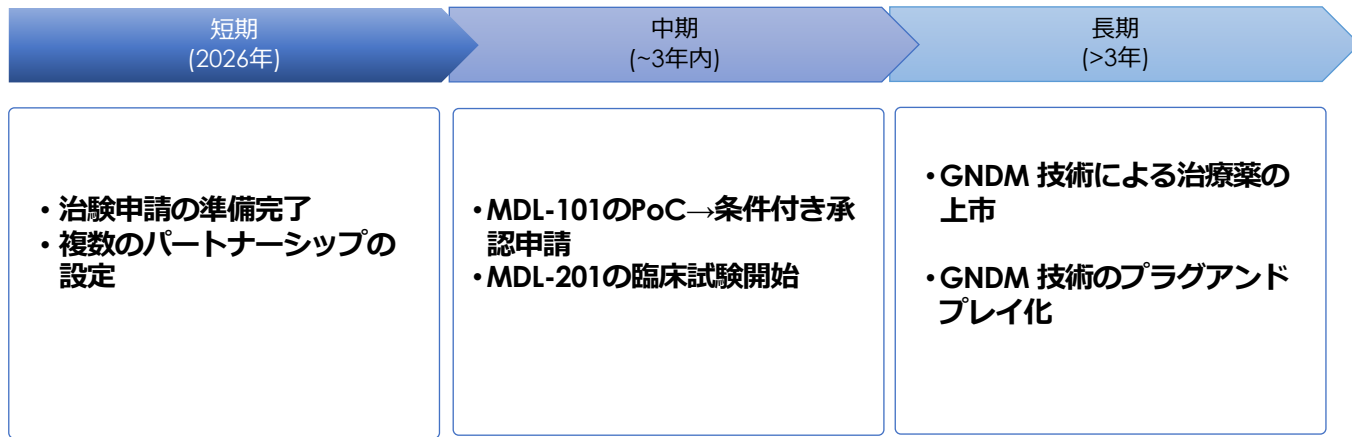 短期
(2026年)
中期
(~3年内)
長期
(>3年)
・治験申請の準備完了
・複数のパートナーシップの
設定
・MDL-101のPoC→条件付き承
認申請
・MDL-201の臨床試験開始
・GNDM 技術による治療薬の
上市
・GNDM 技術のプラグアンド
プレイ化